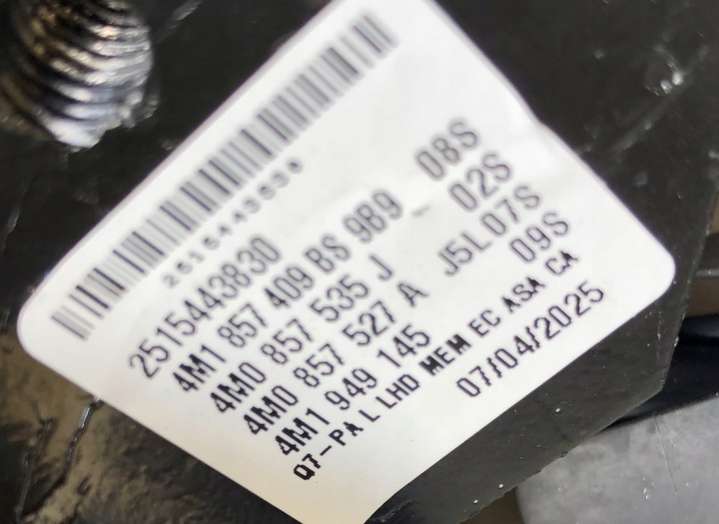 2515443830
2515443830
4M1 857 409 BS 9B9 08S
4M0 857 535 J - 02S
4M0 857 527 A J5L07S
4M1 949 145 09S
Q7-PA L LHD MEM EC ASA CA
07/04/2025